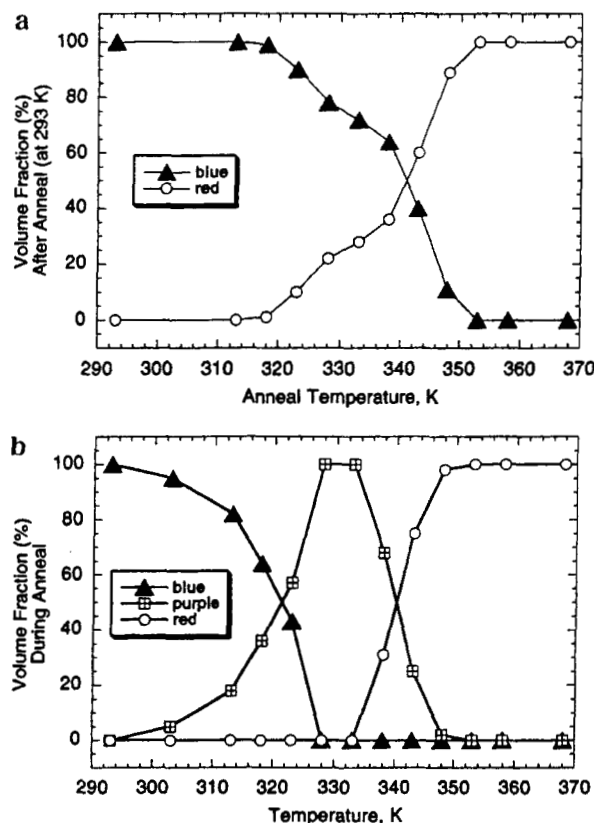 a
100
80
60
40
20
0
Volume Fraction (%)
After Anneal (at 293 K)
blue
red
290 300 310 320 330 340 350 360 370
Anneal Temperature, K
b
100
80
60
40
20
0
Volume Fraction (%)
During Anneal
blue
purple
red
290 300 310 320 330 340 350 360 370
Temperature, K